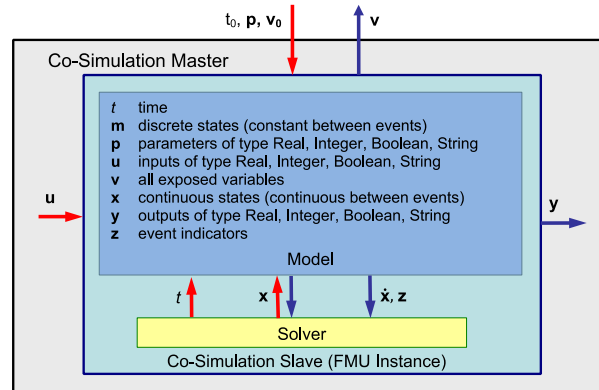 t₀, p, v₀
v
Co-Simulation Master
t time
m discrete states (constant between events)
p parameters of type Real, Integer, Boolean, String
u inputs of type Real, Integer, Boolean, String
v all exposed variables
x continuous states (continuous between events)
y outputs of type Real, Integer, Boolean, String
z event indicators
u
y
Model
t
x
ẋ, z
Solver
Co-Simulation Slave (FMU Instance)